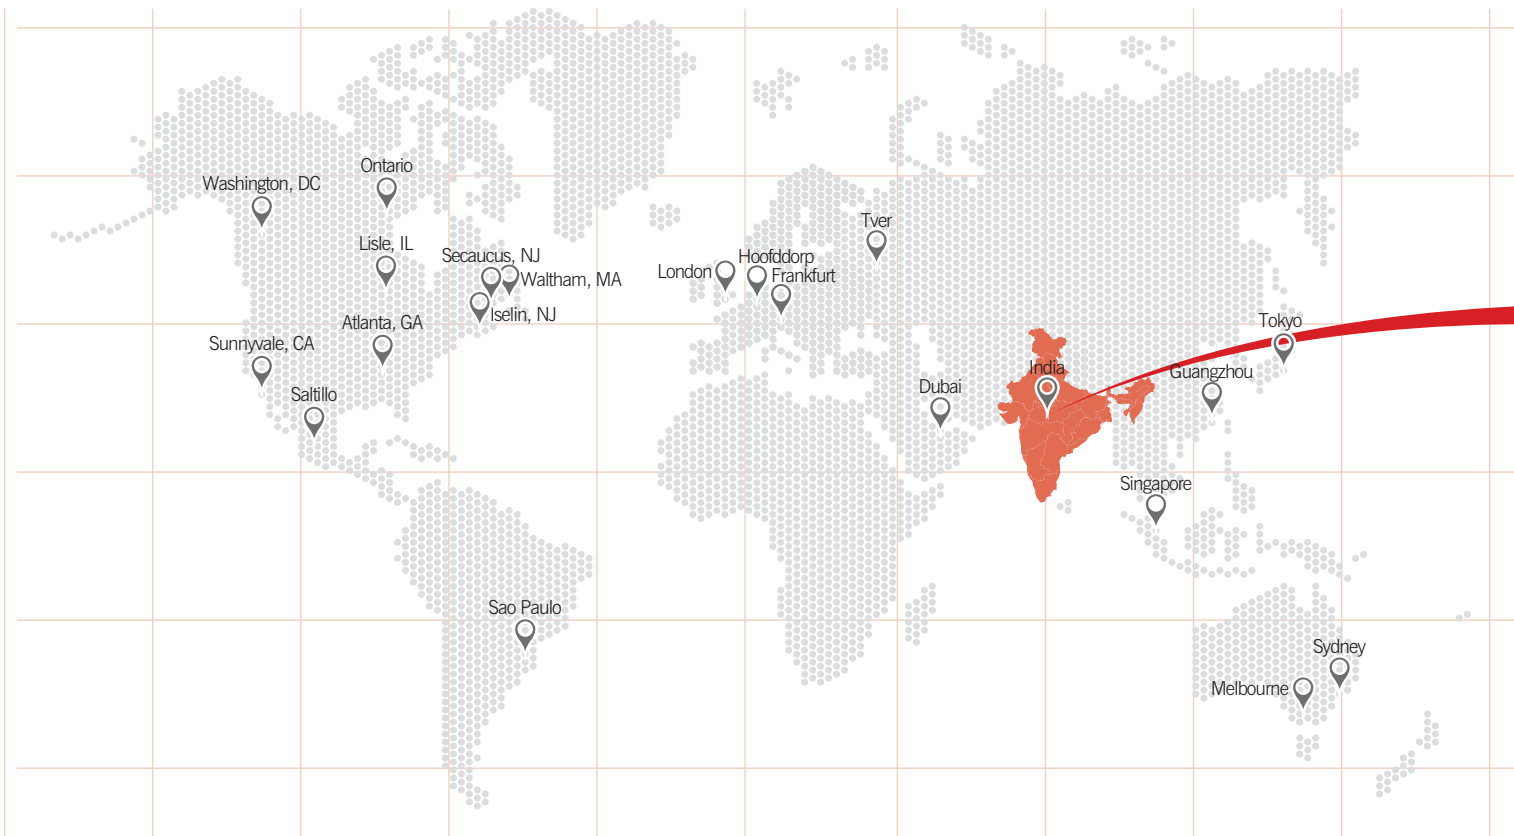 Ontario
Washington, DC
Tver
Lisle, IL
Secaucus, NJ
Hoofddorp
London
Frankfurt
Waltham, MA
Iselin, NJ
Atlanta, GA
Tokyo
Sunnyvale, CA
India
Guangzhou
Dubai
Saltillo
Singapore
Sao Paulo
Sydney
Melbourne